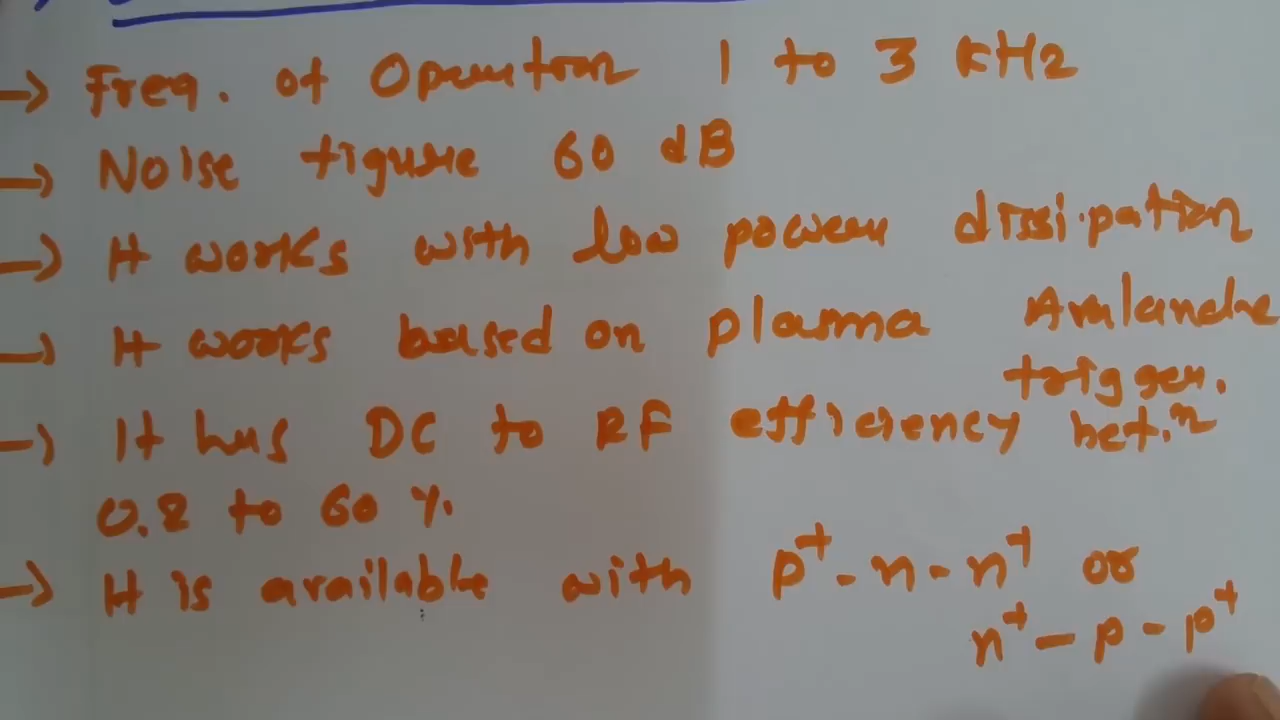 → Freq. of Operation 1 to 3 KHz
→ Noise figure 60 dB
→ It works with low power dissipation
→ It works based on plasma Avalanche
trigger.
→ It has DC to RF efficiency bet.n
0.2 to 60 %.
→ It is available with p+ - n - n+ or
n+ - p - p+